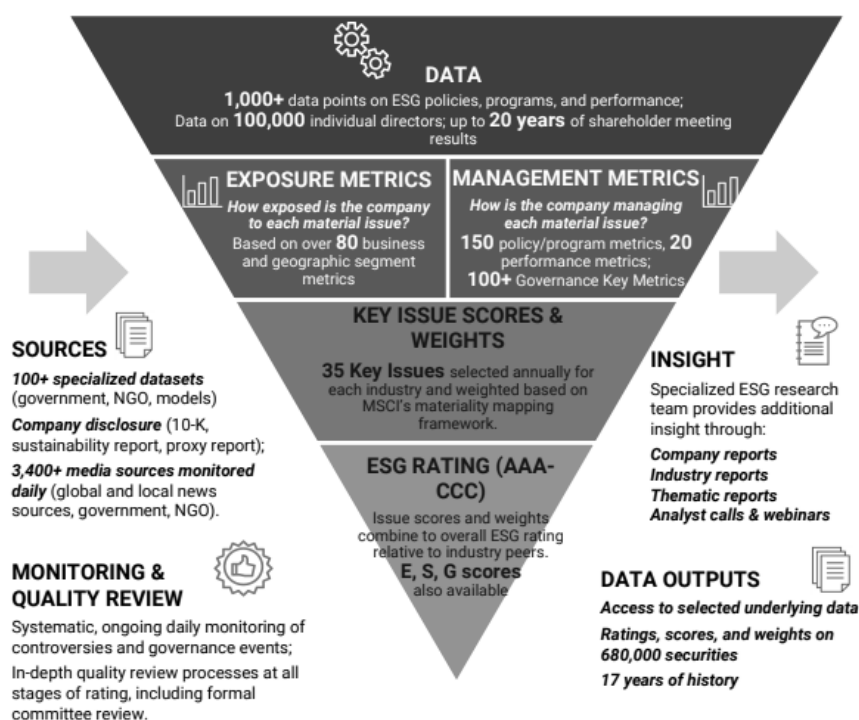 DATA
1,000+ data points on ESG policies, programs, and performance;
Data on 100,000 individual directors; up to 20 years of shareholder meeting
results
EXPOSURE METRICS
How exposed is the company
to each material issue?
Based on over 80 business
and geographic segment
metrics
MANAGEMENT METRICS
How is the company managing
each material issue?
150 policy/program metrics, 20
performance metrics;
100+ Governance Key Metrics
KEY ISSUE SCORES &
WEIGHTS
35 Key Issues selected annually for
each industry and weighted based on
MSCI's materiality mapping
framework.
ESG RATING (AAA-
CCC)
Issue scores and weights
combine to overall ESG rating
relative to industry peers.
E, S, G scores
also available
SOURCES
100+ specialized datasets
(government, NGO, models)
Company disclosure (10-K,
sustainability report, proxy report);
3,400+ media sources monitored
daily (global and local news
sources, government, NGO).
MONITORING &
QUALITY REVIEW
Systematic, ongoing daily monitoring of
controversies and governance events;
In-depth quality review processes at all
stages of rating, including formal
committee review.
INSIGHT
Specialized ESG research
team provides additional
insight through:
Company reports
Industry reports
Thematic reports
Analyst calls & webinars
DATA OUTPUTS
Access to selected underlying data
Ratings, scores, and weights on
680,000 securities
17 years of history